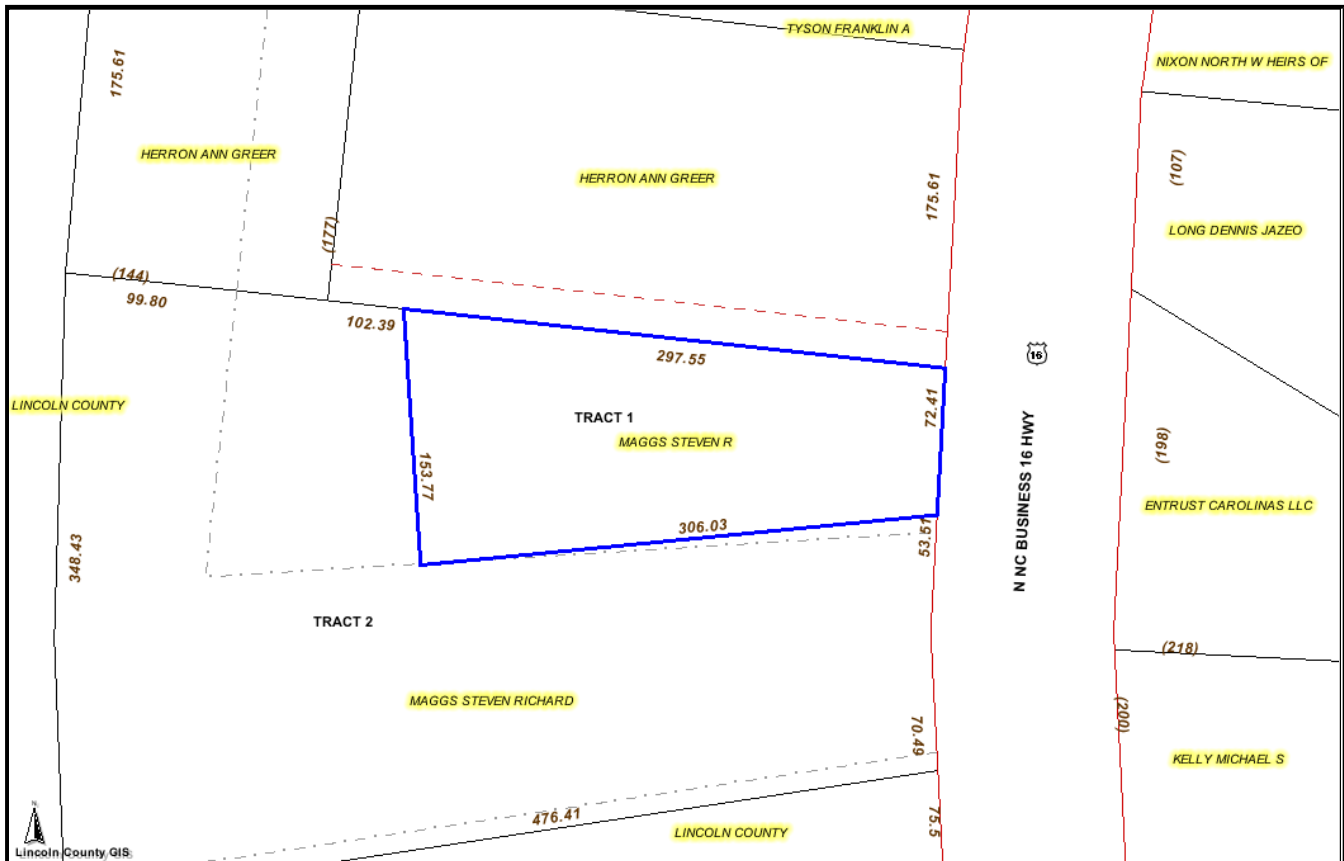 TYSON FRANKLIN A
NIXON NORTH W HEIRS OF
175.61
HERRON ANN GREER
HERRON ANN GREER
175.61
(107)
LONG DENNIS JAZEO
(177)
(144)
99.80
102.39
297.55
16
LINCOLN COUNTY
TRACT 1
MAGGS STEVEN R
72.41
N NC BUSINESS 16 HWY
(198)
153.77
ENTRUST CAROLINAS LLC
306.03
53.51
348.43
TRACT 2
(218)
MAGGS STEVEN RICHARD
70.49
(200)
KELLY MICHAEL S
476.41
LINCOLN COUNTY
75.5
N
Lincoln County GIS